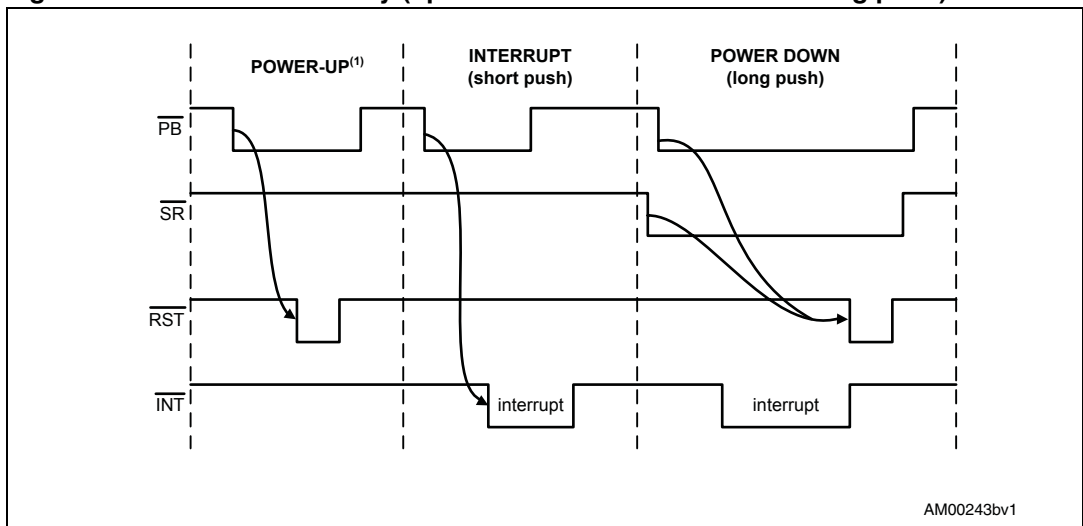 POWER-UP(1)
INTERRUPT
(short push)
POWER DOWN
(long push)
PB
SR
RST
INT
interrupt
interrupt
AM00243bv1